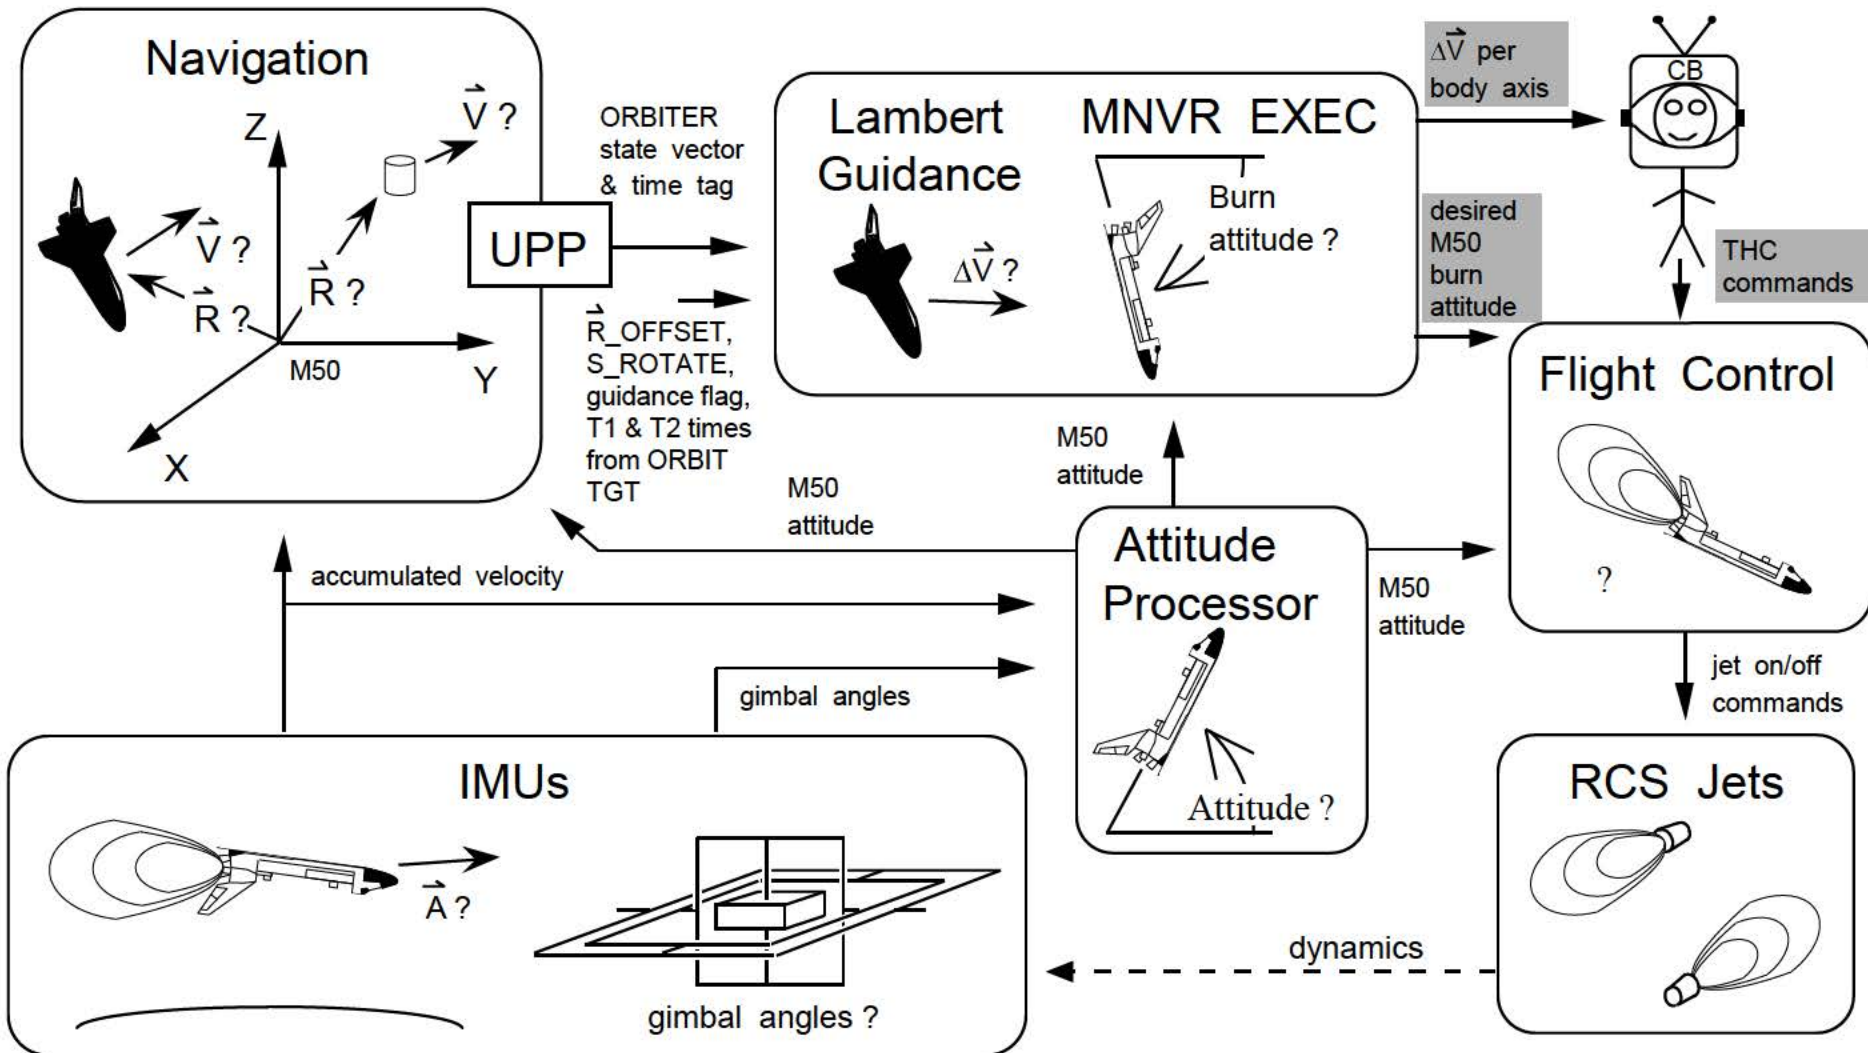 Navigation
V ?
Z
V ?
R ?
R ?
M50
Y
X
UPP
ORBITER
state vector
& time tag
R_OFFSET,
S_ROTATE,
guidance flag,
T1 & T2 times
from ORBIT
TGT
Lambert
Guidance
ΔV ?
MNVR EXEC
Burn
attitude ?
ΔV per
body axis
CB
desired
M50
burn
attitude
THC
commands
Flight Control
?
M50
attitude
M50
attitude
Attitude
Processor
Attitude ?
M50
attitude
accumulated velocity
gimbal angles
jet on/off
commands
IMUs
A ?
gimbal angles ?
RCS Jets
dynamics